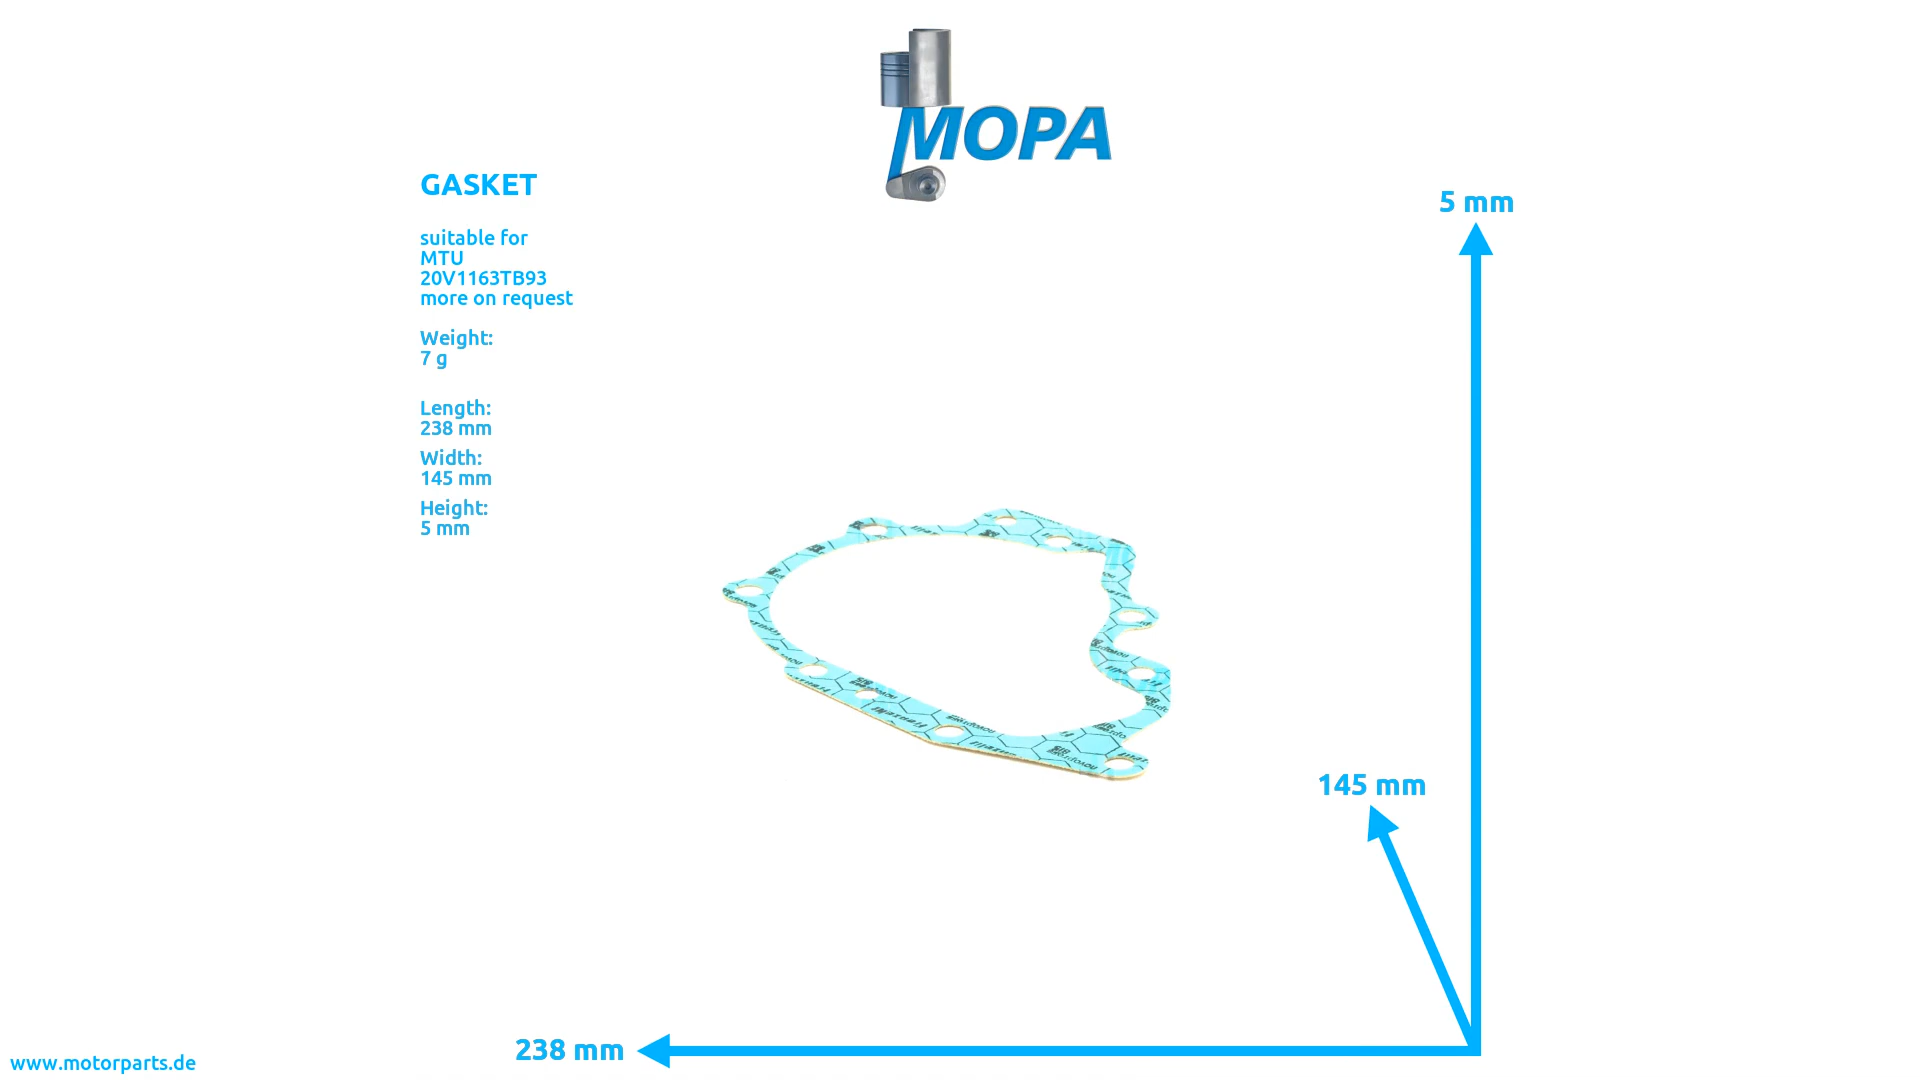 MOPA
GASKET
suitable for
MTU
20V1163TB93
more on request
Weight:
7 g
Length:
238 mm
Width:
145 mm
Height:
5 mm
5 mm
145 mm
238 mm
www.motorparts.de